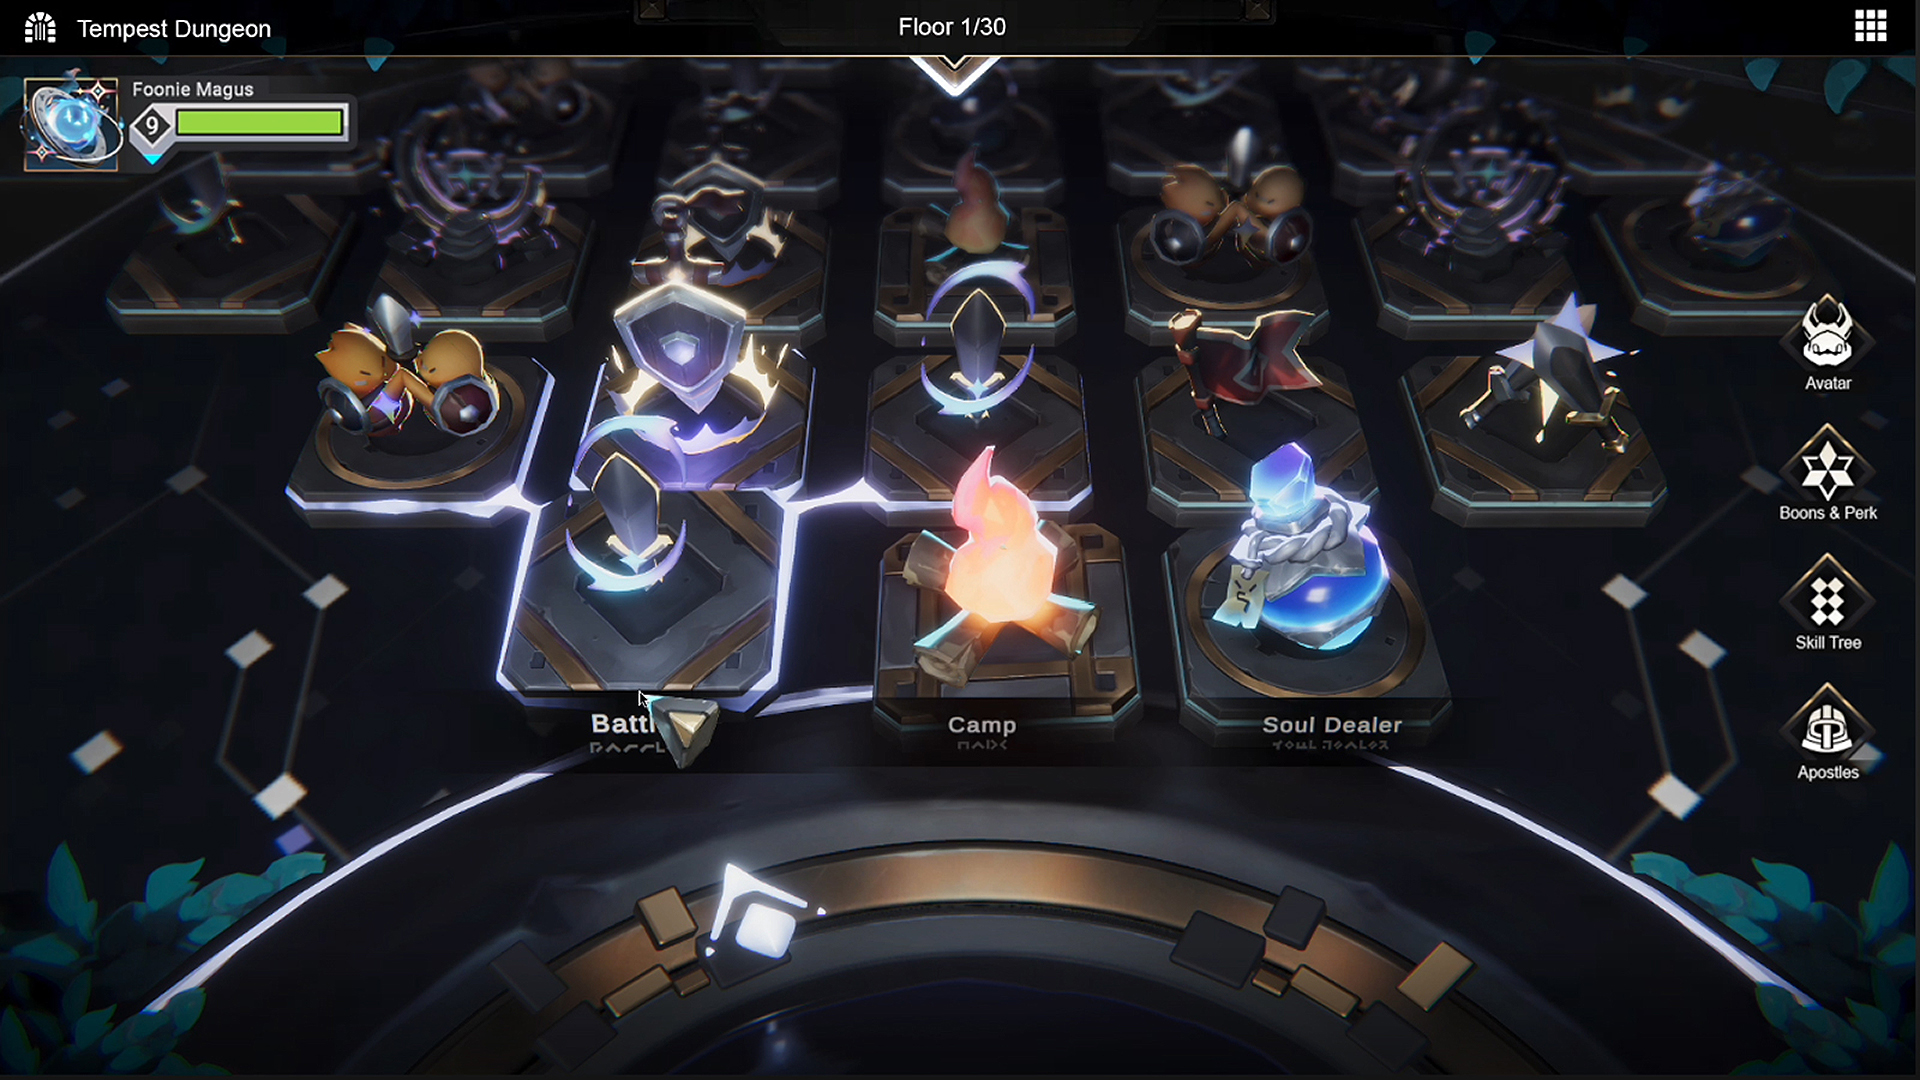 Tempest Dungeon
Floor 1/30
Foonie Magus
9
Avatar
Boons & Perk
Skill Tree
Apostles
Camp
Soul Dealer